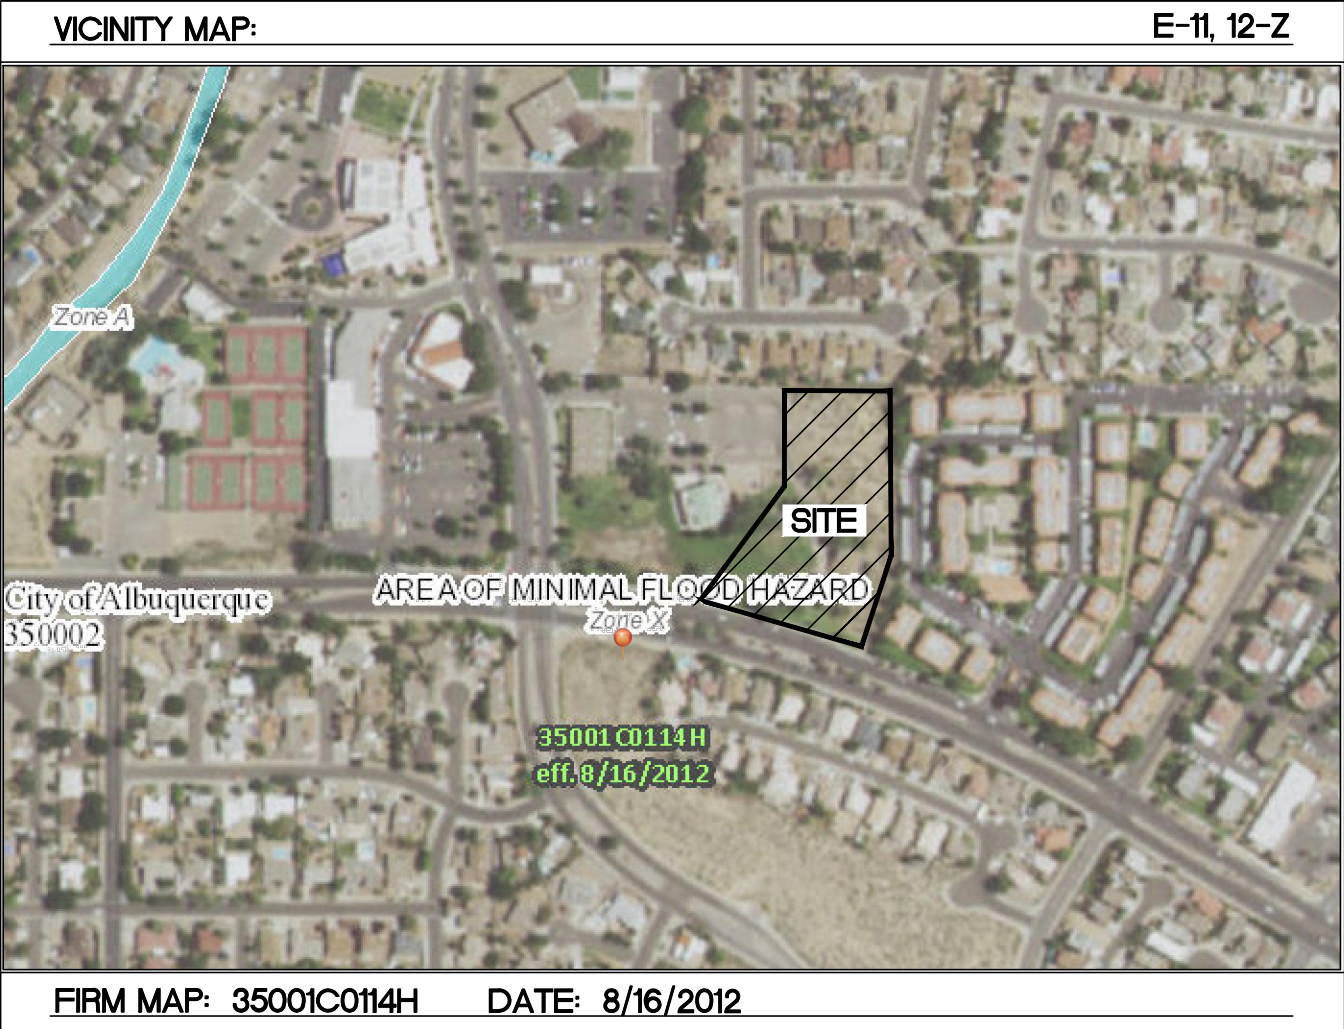 VICINITY MAP: E-11, 12-Z
Zone A
SITE
AREA OF MINIMAL FLOOD HAZARD
City of Albuquerque
350002
Zone X
35001C0114H
eff. 8/16/2012
FIRM MAP: 35001C0114H DATE: 8/16/2012